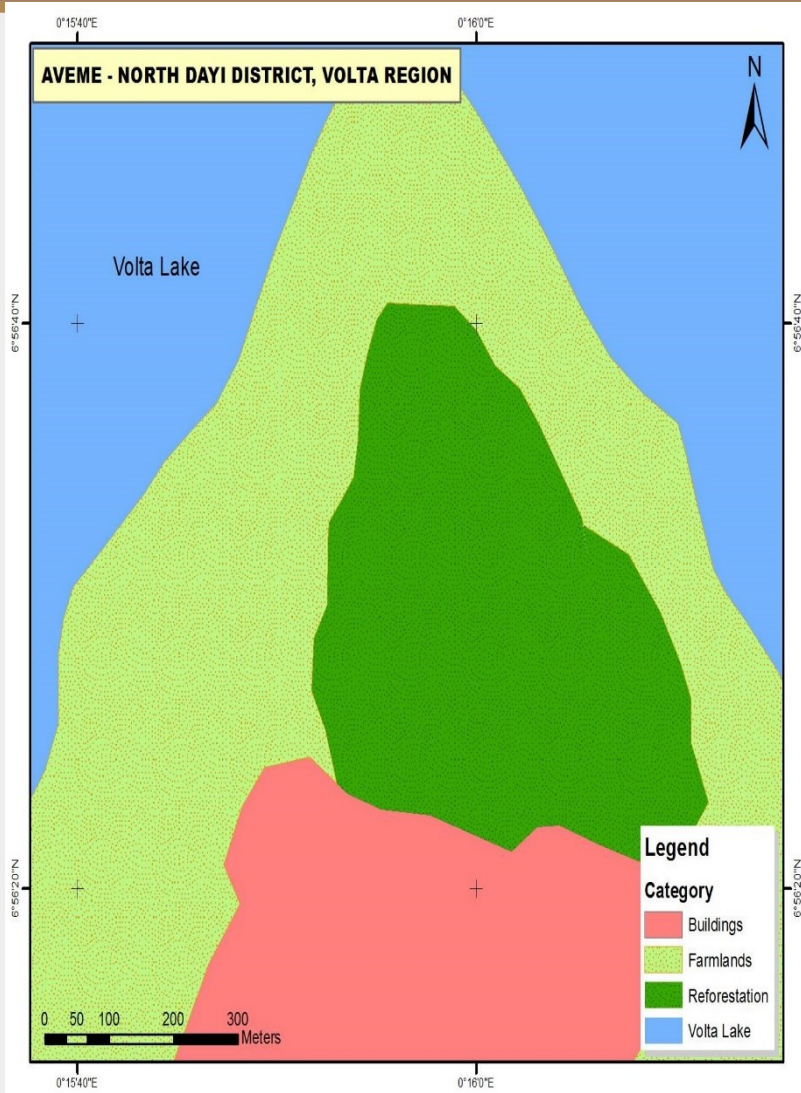 0°15'40"E 0°16'0"E
AVEME - NORTH DAYI DISTRICT, VOLTA REGION
N
Volta Lake
6°56'40"N 6°56'40"N
6°56'20"N 6°56'20"N
Legend
Category
Buildings
Farmlands
Reforestation
Volta Lake
0 50 100 200 300
Meters
0°15'40"E 0°16'0"E